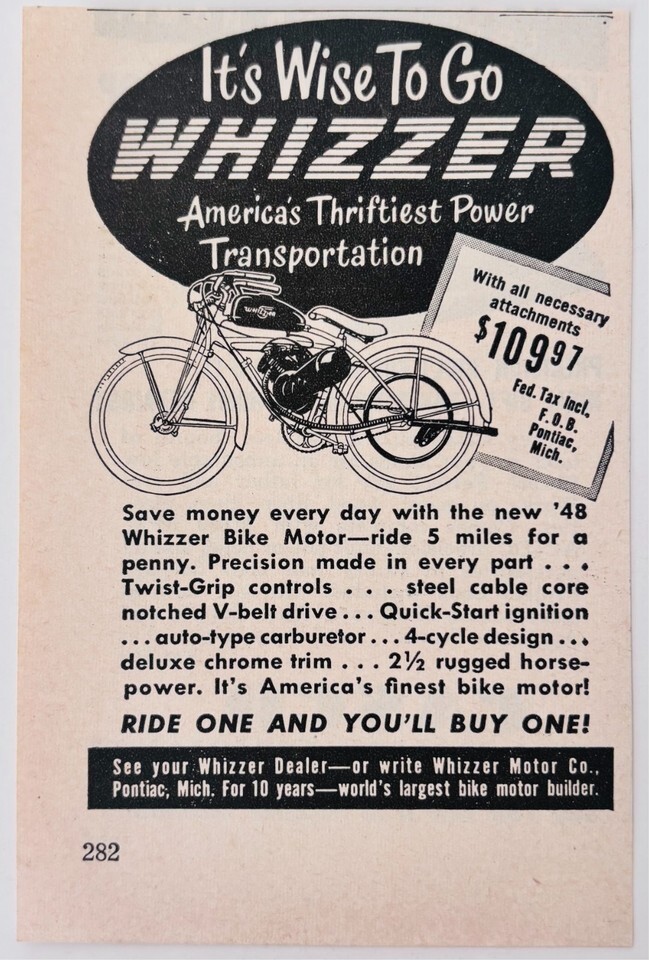 It's Wise To Go
WHIZZER
America's Thriftiest Power
Transportation
WHIZZER
With all necessary
attachments
$109.97
Fed. Tax Incl.
F. O. B.
Pontiac,
Mich.
Save money every day with the new '48
Whizzer Bike Motor—ride 5 miles for a
penny. Precision made in every part . . .
Twist-Grip controls . . . steel cable core
notched V-belt drive . . . Quick-Start ignition
. . . auto-type carburetor . . . 4-cycle design . . .
deluxe chrome trim . . . 2½ rugged horse-
power. It's America's finest bike motor!
RIDE ONE AND YOU'LL BUY ONE!
See your Whizzer Dealer—or write Whizzer Motor Co.,
Pontiac, Mich. For 10 years—world's largest bike motor builder.
282